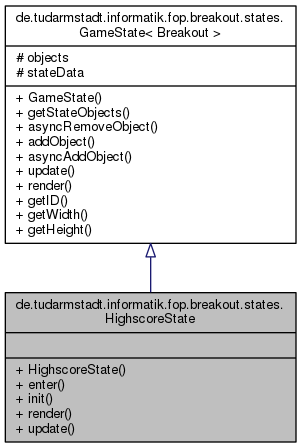 de.tudarmstadt.informatik.fop.breakout.states.
GameState< Breakout >
# objects
# stateData
+ GameState()
+ getStateObjects()
+ asyncRemoveObject()
+ addObject()
+ asyncAddObject()
+ update()
+ render()
+ getID()
+ getWidth()
+ getHeight()
de.tudarmstadt.informatik.fop.breakout.states.
HighscoreState
+ HighscoreState()
+ enter()
+ init()
+ render()
+ update()